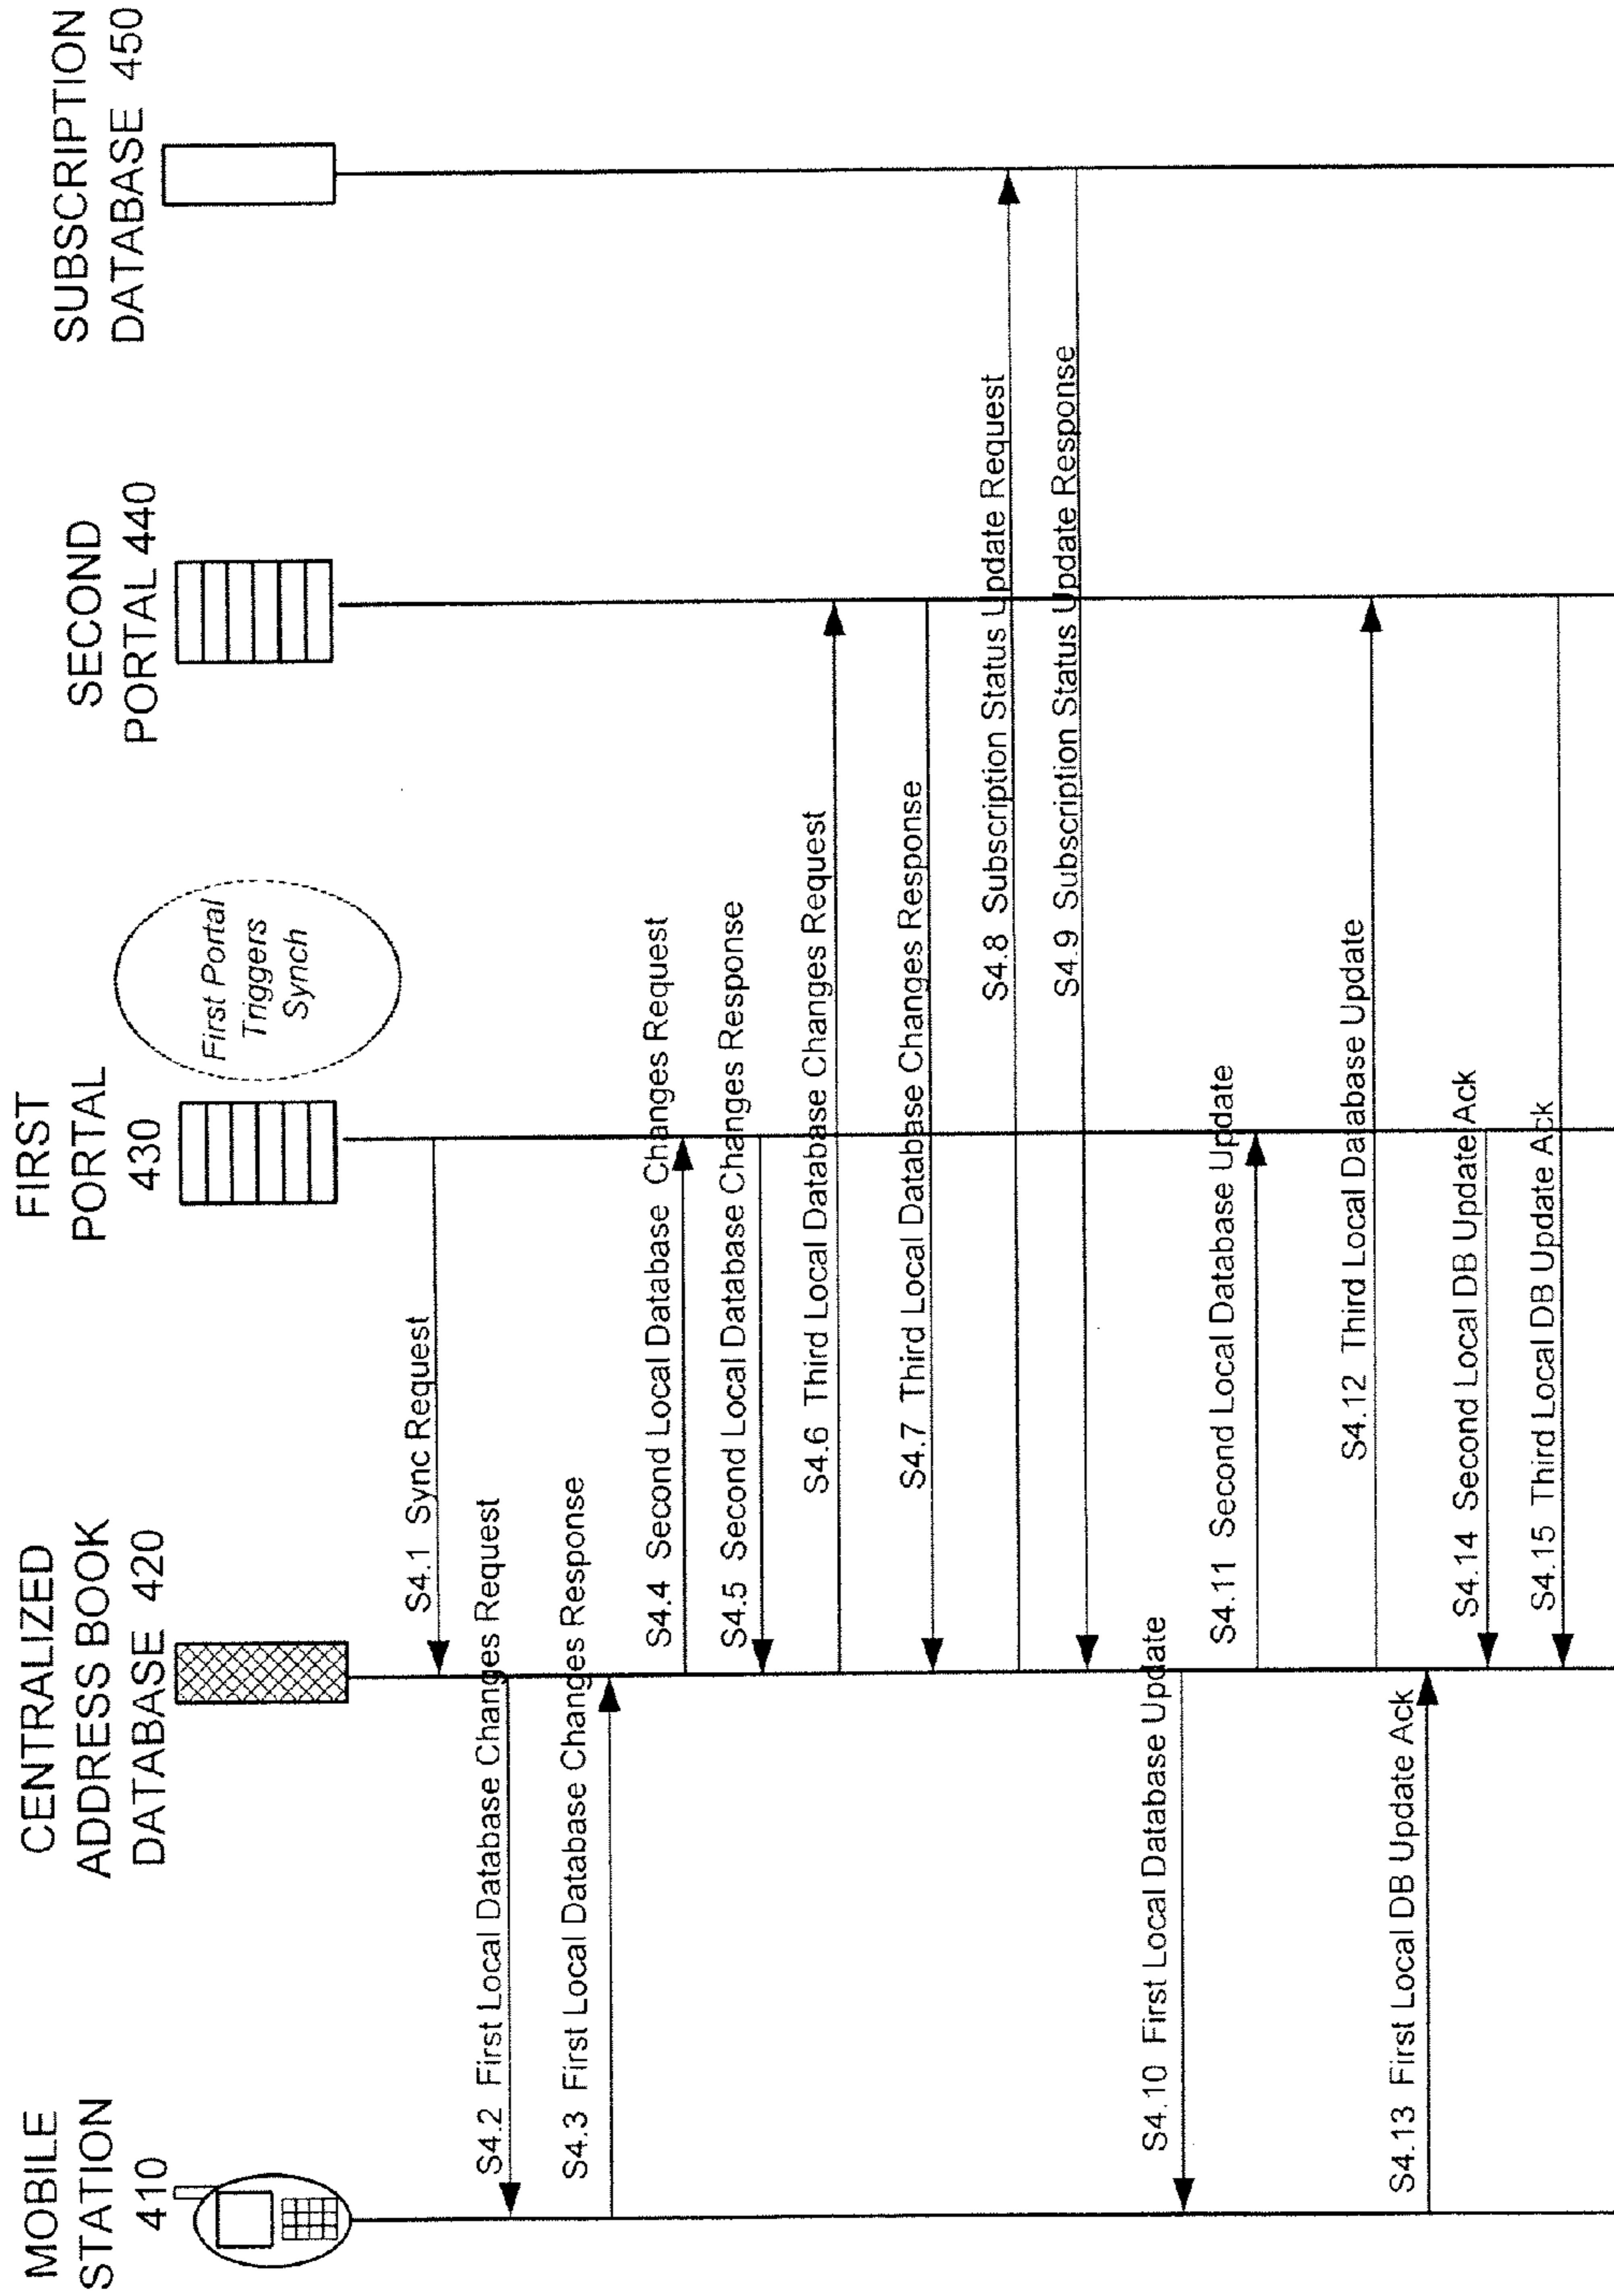 MOBILE
STATION
410
CENTRALIZED
ADDRESS BOOK
DATABASE 420
FIRST
PORTAL
430
First Portal
Triggers
Synch
SECOND
PORTAL 440
SUBSCRIPTION
DATABASE 450
S4.1 Sync Request
S4.2 First Local Database Changes Request
S4.3 First Local Database Changes Response
S4.4 Second Local Database Changes Request
S4.5 Second Local Database Changes Response
S4.6 Third Local Database Changes Request
S4.7 Third Local Database Changes Response
S4.8 Subscription Status Update Request
S4.9 Subscription Status Update Response
S4.10 First Local Database Update
S4.11 Second Local Database Update
S4.12 Third Local Database Update
S4.13 First Local DB Update Ack
S4.14 Second Local DB Update Ack
S4.15 Third Local DB Update Ack